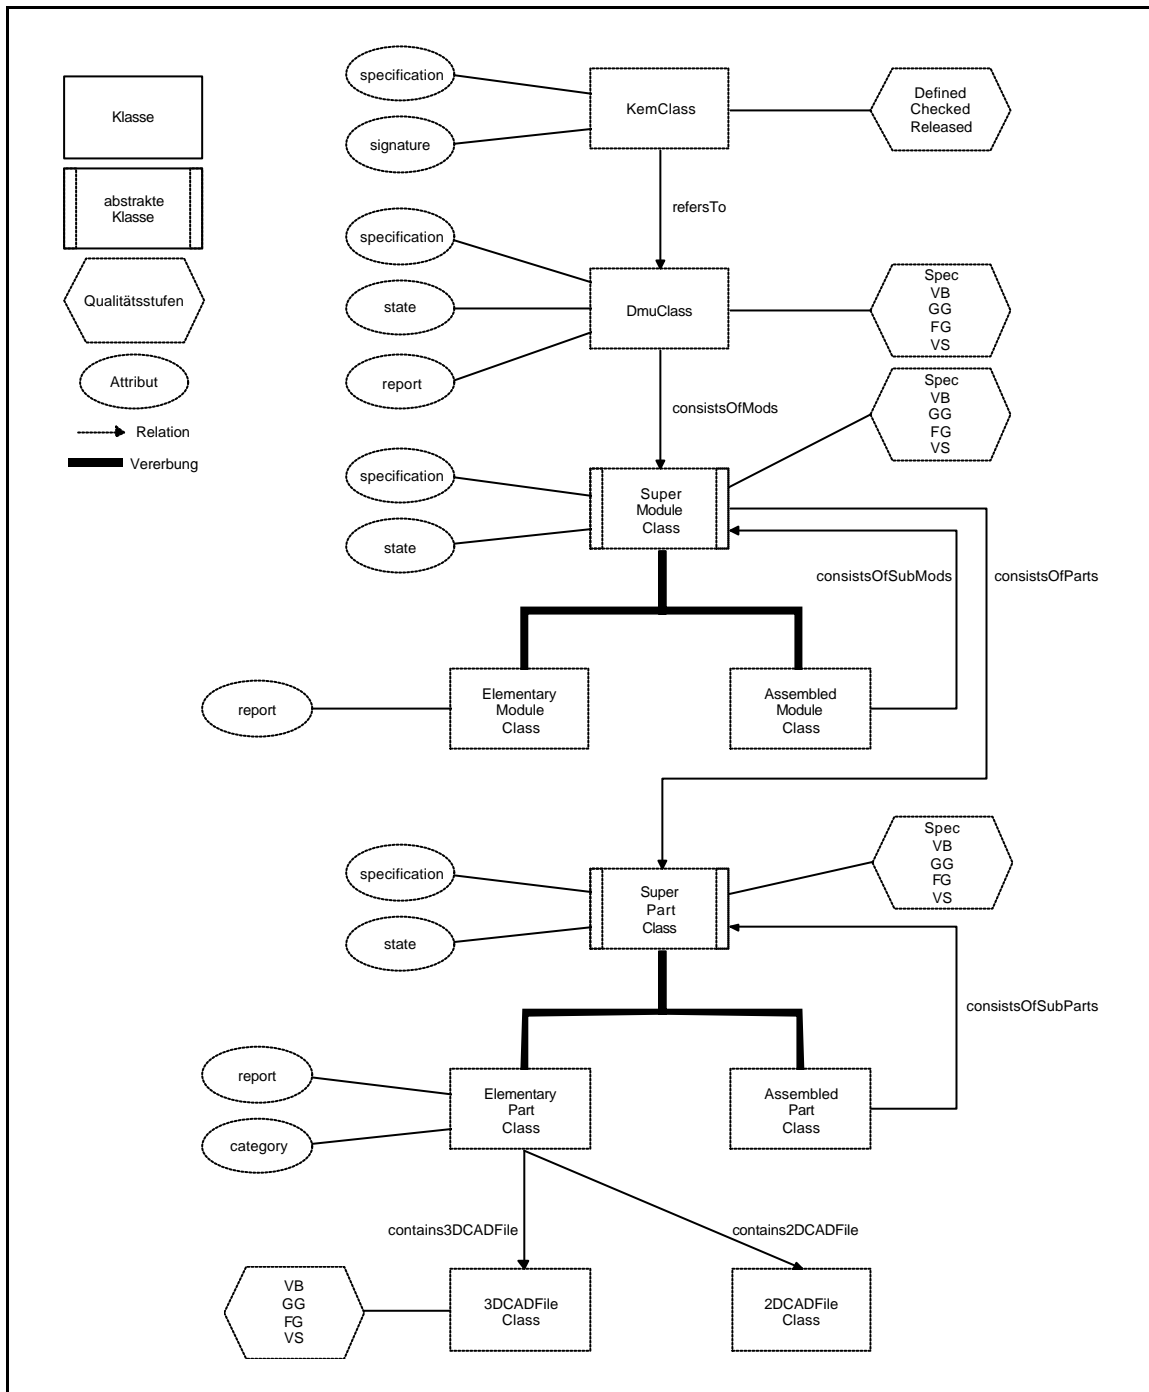 Klasse
abstrakte
Klasse
Qualitätsstufen
Attribut
Relation
Vererbung
specification
signature
KemClass
Defined
Checked
Released
refersTo
specification
state
report
DmuClass
Spec
VB
GG
FG
VS
consistsOfMods
Spec
VB
GG
FG
VS
specification
state
Super
Module
Class
consistsOfSubMods
consistsOfParts
report
Elementary
Module
Class
Assembled
Module
Class
specification
state
Super
Part
Class
Spec
VB
GG
FG
VS
consistsOfSubParts
report
category
Elementary
Part
Class
Assembled
Part
Class
contains3DCADFile
contains2DCADFile
VB
GG
FG
VS
3DCADFile
Class
2DCADFile
Class